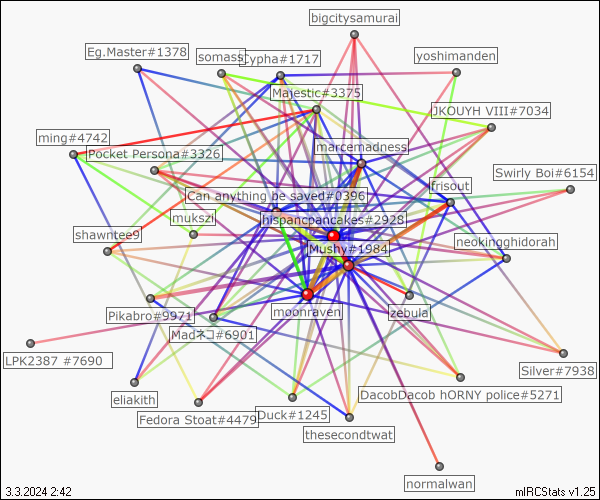 bigcitysamurai
Eg.Master#1378
somass
Cypha#1717
yoshimanden
Majestic#3375
JKOUYH VIII#7034
ming#4742
marcemadness
Pocket Persona#3326
Swirly Boi#6154
frisout
Can anything be saved#0396
mukszi
hispanicpancakes#2928
shawntee9
Mushy#1984
neokingghidorah
Pikabro#9971
moonraven
zebula
Madネコ#6901
LPK2387 #7690
Silver#7938
eliakith
DacobDacob hORNY police#5271
Fedora Stoat#4479
Duck#1245
thesecondtwat
normalwan
3.3.2024 2:42
mIRCStats v1.25